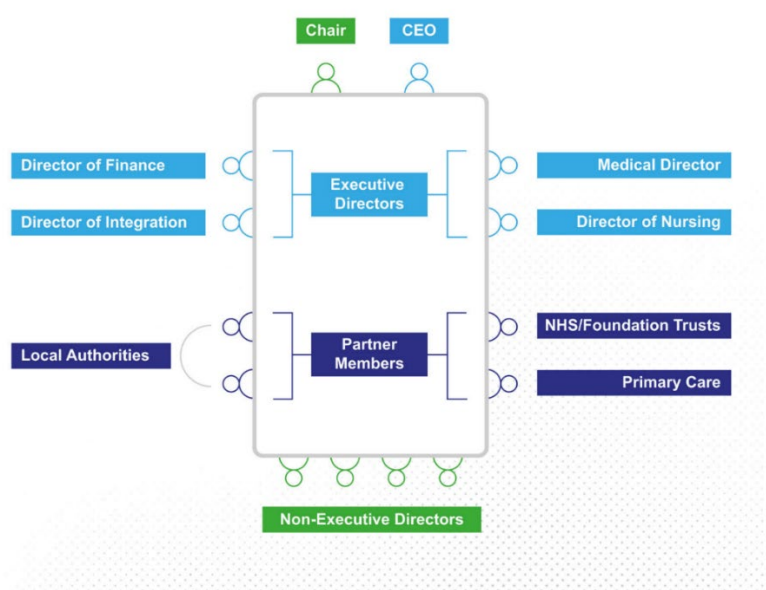 Chair
CEO
Director of Finance
Medical Director
Executive
Directors
Director of Integration
Director of Nursing
NHS/Foundation Trusts
Local Authorities
Partner
Members
Primary Care
Non-Executive Directors